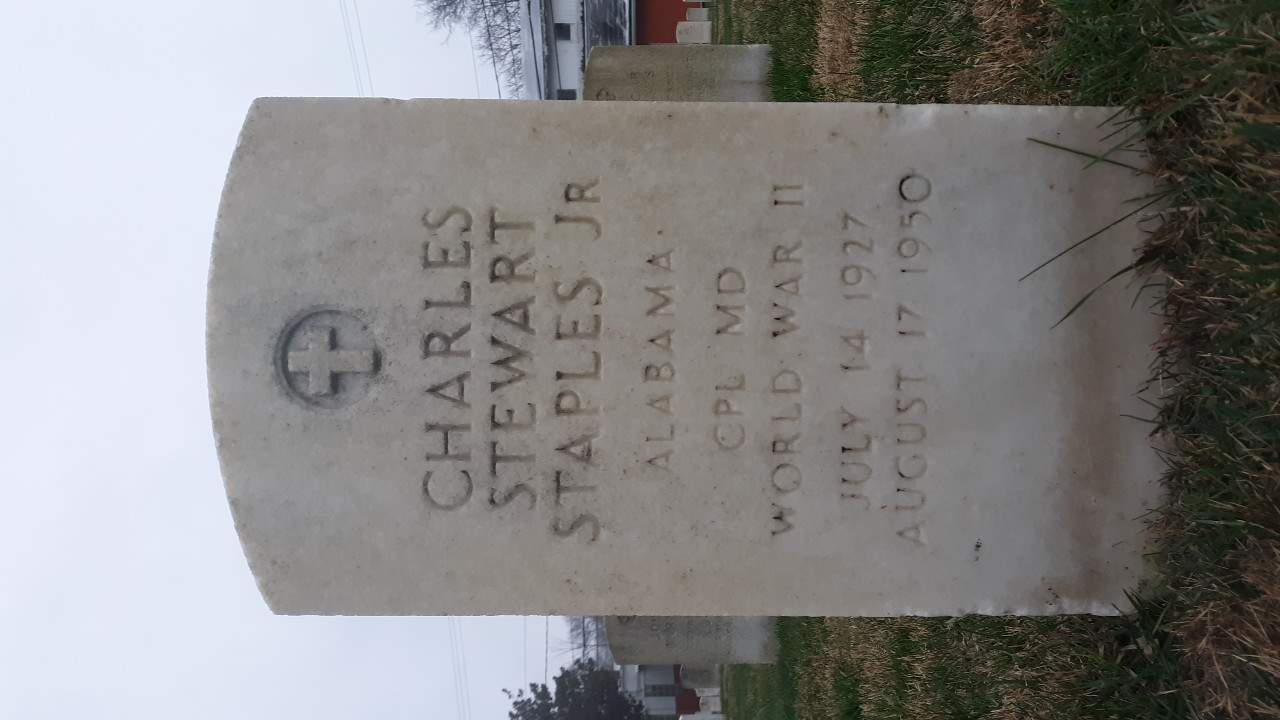 CHARLES
STEWART
STAPLES JR
ALABAMA
CPL MD
WORLD WAR II
JULY 14 1927
AUGUST 17 1950